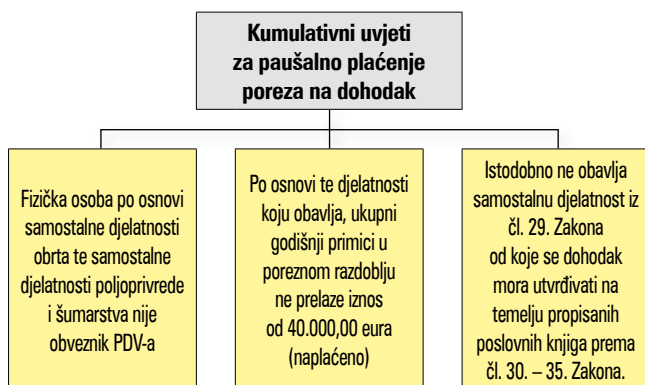 Kumulativni uvjeti
za paušalno plaćenje
poreza na dohodak
Fizička osoba po osnovi
samostalne djelatnosti
obrta te samostalne
djelatnosti poljoprivrede
i šumarstva nije
obveznik PDV-a
Po osnovi te djelatnosti
koju obavlja, ukupni
godišnji primici u
poreznom razdoblju
ne prelaze iznos
od 40.000,00 eura
(naplaćeno)
Istodobno ne obavlja
samostalnu djelatnost iz
čl. 29. Zakona
od koje se dohodak
mora utvrđivati na
temelju propisanih
poslovnih knjiga prema
čl. 30. – 35. Zakona.